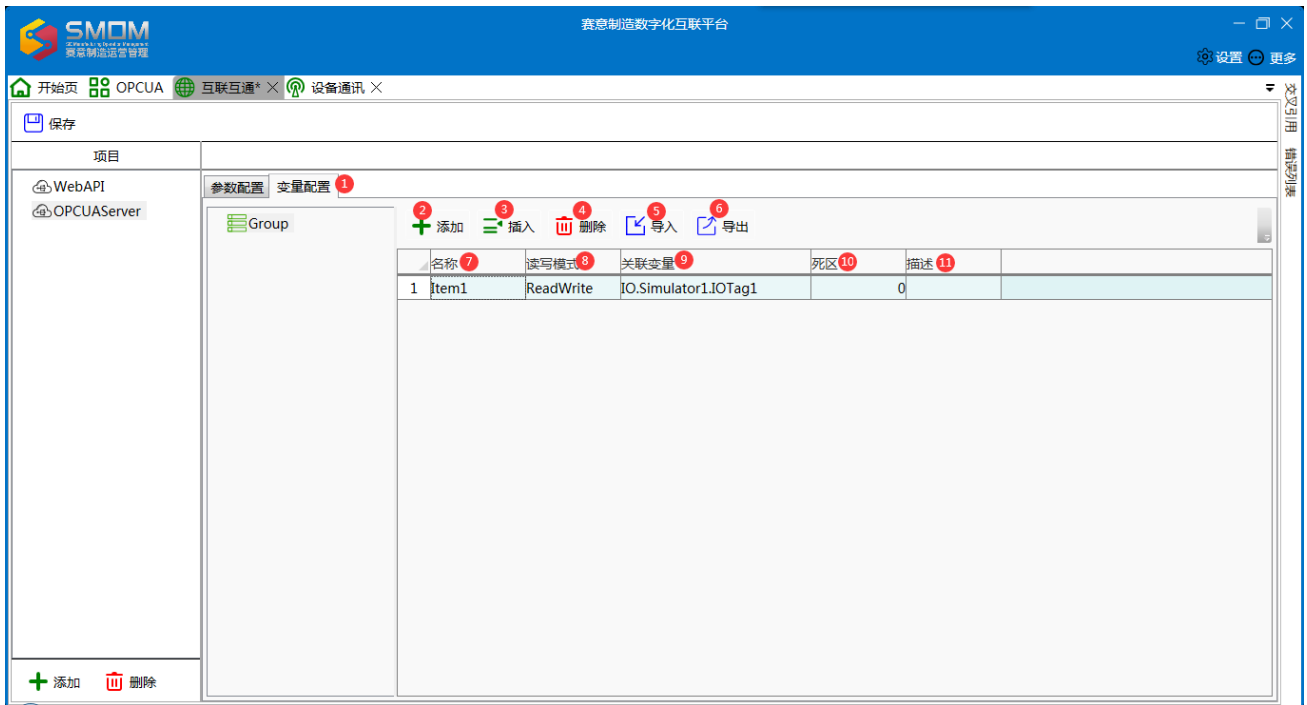 赛意制造数字化互联平台
SMOM
赛意制造运营管理
设置 更多
开始页 OPCUA 互联互通* 设备通讯
交叉引用 错误列表
保存
项目
WebAPI
OPCUAServer
参数配置 变量配置 1
Group
2 3 4 5 6
添加 插入 删除 导入 导出
名称 7 读写模式 8 关联变量 9 死区 10 描述 11
1 Item1 ReadWrite IO.Simulator1.IOTag1 0
添加 删除